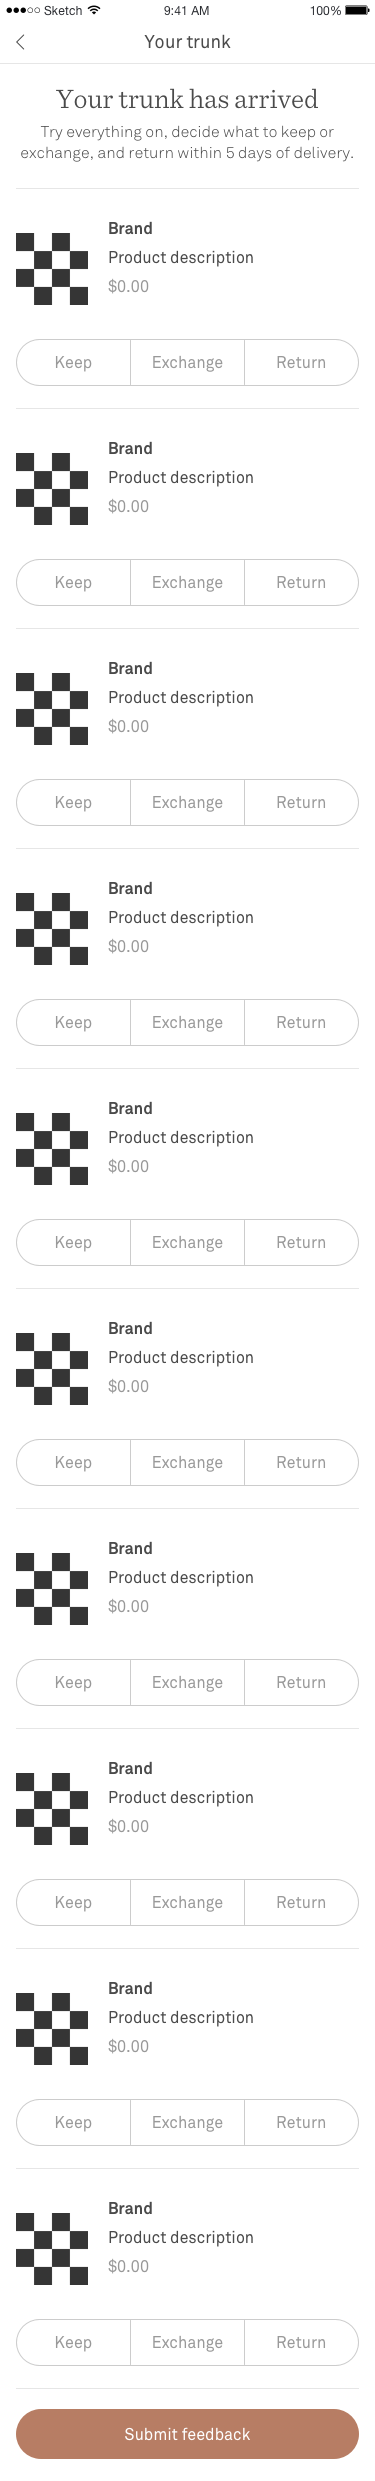 Sketch 9:41 AM 100%
Your trunk
Your trunk has arrived
Try everything on, decide what to keep or
exchange, and return within 5 days of delivery.
Brand
Product description
$0.00
Keep Exchange Return
Brand
Product description
$0.00
Keep Exchange Return
Brand
Product description
$0.00
Keep Exchange Return
Brand
Product description
$0.00
Keep Exchange Return
Brand
Product description
$0.00
Keep Exchange Return
Brand
Product description
$0.00
Keep Exchange Return
Brand
Product description
$0.00
Keep Exchange Return
Brand
Product description
$0.00
Keep Exchange Return
Brand
Product description
$0.00
Keep Exchange Return
Brand
Product description
$0.00
Keep Exchange Return
Submit feedback